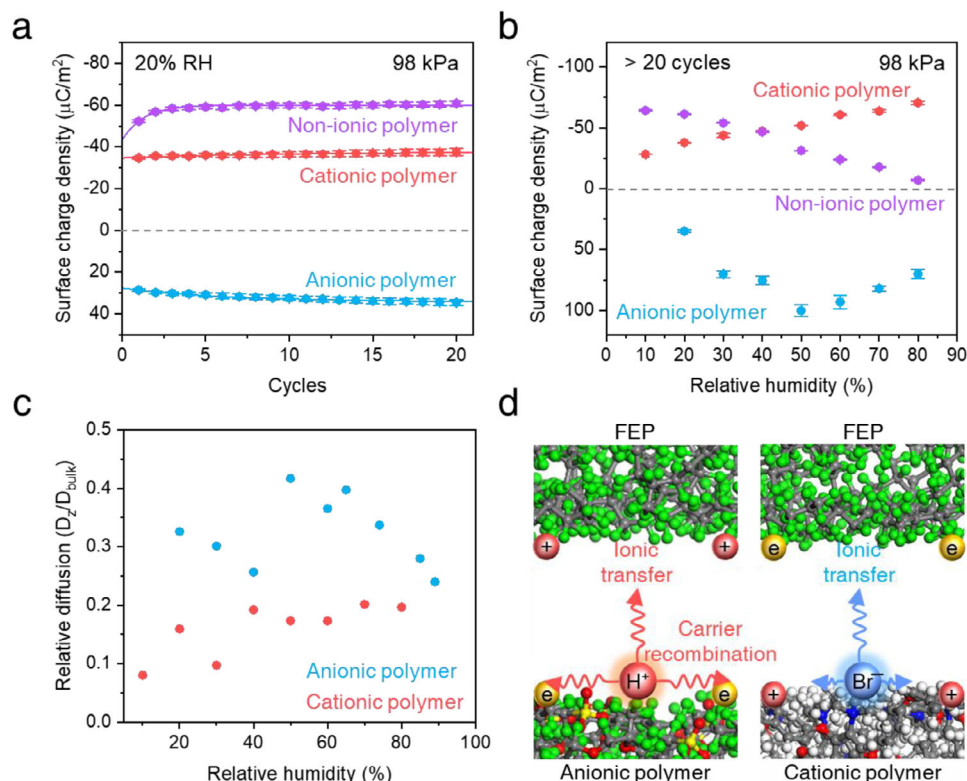 a
20% RH
98 kPa
Surface charge density (μC/m²)
-80
-60
-40
-20
0
20
40
Non-ionic polymer
Cationic polymer
Anionic polymer
0
5
10
15
20
Cycles
b
> 20 cycles
98 kPa
Surface charge density (μC/m²)
-100
-50
0
50
100
Cationic polymer
Non-ionic polymer
Anionic polymer
0
10
20
30
40
50
60
70
80
90
Relative humidity (%)
c
Relative diffusion (Dz/Dbulk)
0.5
0.4
0.3
0.2
0.1
0.0
Anionic polymer
Cationic polymer
20
40
60
80
100
Relative humidity (%)
d
FEP
FEP
+
+
e
e
Ionic
transfer
Ionic
transfer
Carrier
recombination
e
H⁺
e
+
Br⁻
+
Anionic polymer
Cationic polymer